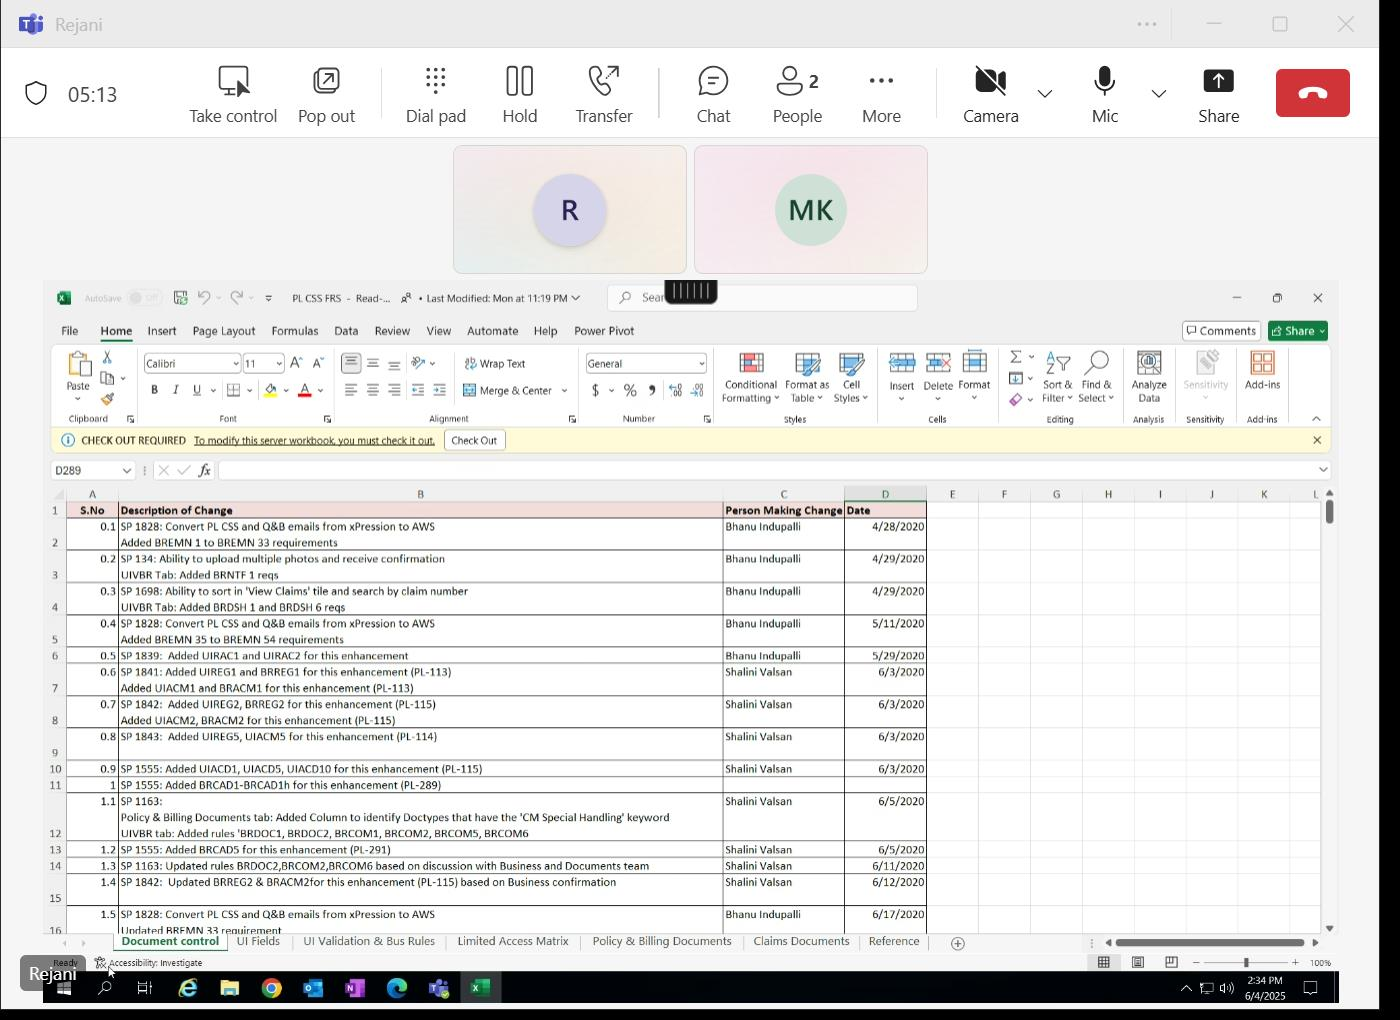 Rejani
05:13
Take control
Pop out
Dial pad
Hold
Transfer
Chat
2
People
More
Camera
Mic
Share
R
MK
AutoSave
Off
PL CSS FRS - Read-...
• Last Modified: Mon at 11:19 PM
Sear
File
Home
Insert
Page Layout
Formulas
Data
Review
View
Automate
Help
Power Pivot
Comments
Share
Paste
Calibri
11
B I U
Wrap Text
Merge & Center
General
$ %
Conditional Formatting
Format as Table
Cell Styles
Insert
Delete
Format
Sort & Filter
Find & Select
Analyze Data
Sensitivity
Add-ins
Clipboard
Font
Alignment
Number
Styles
Cells
Editing
Analysis
Sensitivity
Add-ins
CHECK OUT REQUIRED To modify this server workbook, you must check it out.
Check Out
D289
fx
A B C D E F G H I J K L
1 S.No Description of Change Person Making Change Date
0.1 SP 1828: Convert PL CSS and Q&B emails from xPression to AWS Bhanu Indupalli 4/28/2020
2 Added BREMN 1 to BREMN 33 requirements
0.2 SP 134: Ability to upload multiple photos and receive confirmation Bhanu Indupalli 4/29/2020
3 UIVBR Tab: Added BRNTF 1 reqs
0.3 SP 1698: Ability to sort in 'View Claims' tile and search by claim number Bhanu Indupalli 4/29/2020
4 UIVBR Tab: Added BRDSH 1 and BRDSH 6 reqs
0.4 SP 1828: Convert PL CSS and Q&B emails from xPression to AWS Bhanu Indupalli 5/11/2020
5 Added BREMN 35 to BREMN 54 requirements
6 0.5 SP 1839: Added UIRAC1 and UIRAC2 for this enhancement Bhanu Indupalli 5/29/2020
0.6 SP 1841: Added UIREG1 and BRREG1 for this enhancement (PL-113) Shalini Valsan 6/3/2020
7 Added UIACM1 and BRACM1 for this enhancement (PL-113)
0.7 SP 1842: Added UIREG2, BRREG2 for this enhancement (PL-115) Shalini Valsan 6/3/2020
8 Added UIACM2, BRACM2 for this enhancement (PL-115)
0.8 SP 1843: Added UIREG5, UIACM5 for this enhancement (PL-114) Shalini Valsan 6/3/2020
9
10 0.9 SP 1555: Added UIACD1, UIACD5, UIACD10 for this enhancement (PL-115) Shalini Valsan 6/3/2020
11 1 SP 1555: Added BRCAD1-BRCAD1h for this enhancement (PL-289)
1.1 SP 1163: Shalini Valsan 6/5/2020
Policy & Billing Documents tab: Added Column to identify Doctypes that have the 'CM Special Handling' keyword
12 UIVBR tab: Added rules 'BRDOC1, BRDOC2, BRCOM1, BRCOM2, BRCOM5, BRCOM6
13 1.2 SP 1555: Added BRCAD5 for this enhancement (PL-291) Shalini Valsan 6/5/2020
14 1.3 SP 1163: Updated rules BRDOC2,BRCOM2,BRCOM6 based on discussion with Business and Documents team Shalini Valsan 6/11/2020
1.4 SP 1842: Updated BRREG2 & BRACM2for this enhancement (PL-115) based on Business confirmation Shalini Valsan 6/12/2020
15
1.5 SP 1828: Convert PL CSS and Q&B emails from xPression to AWS Bhanu Indupalli 6/17/2020
16 Updated BREMN 33 requirement
Document control
UI Fields
UI Validation & Bus Rules
Limited Access Matrix
Policy & Billing Documents
Claims Documents
Reference
Ready
Accessibility: Investigate
100%
Rejani
2:34 PM
6/4/2025